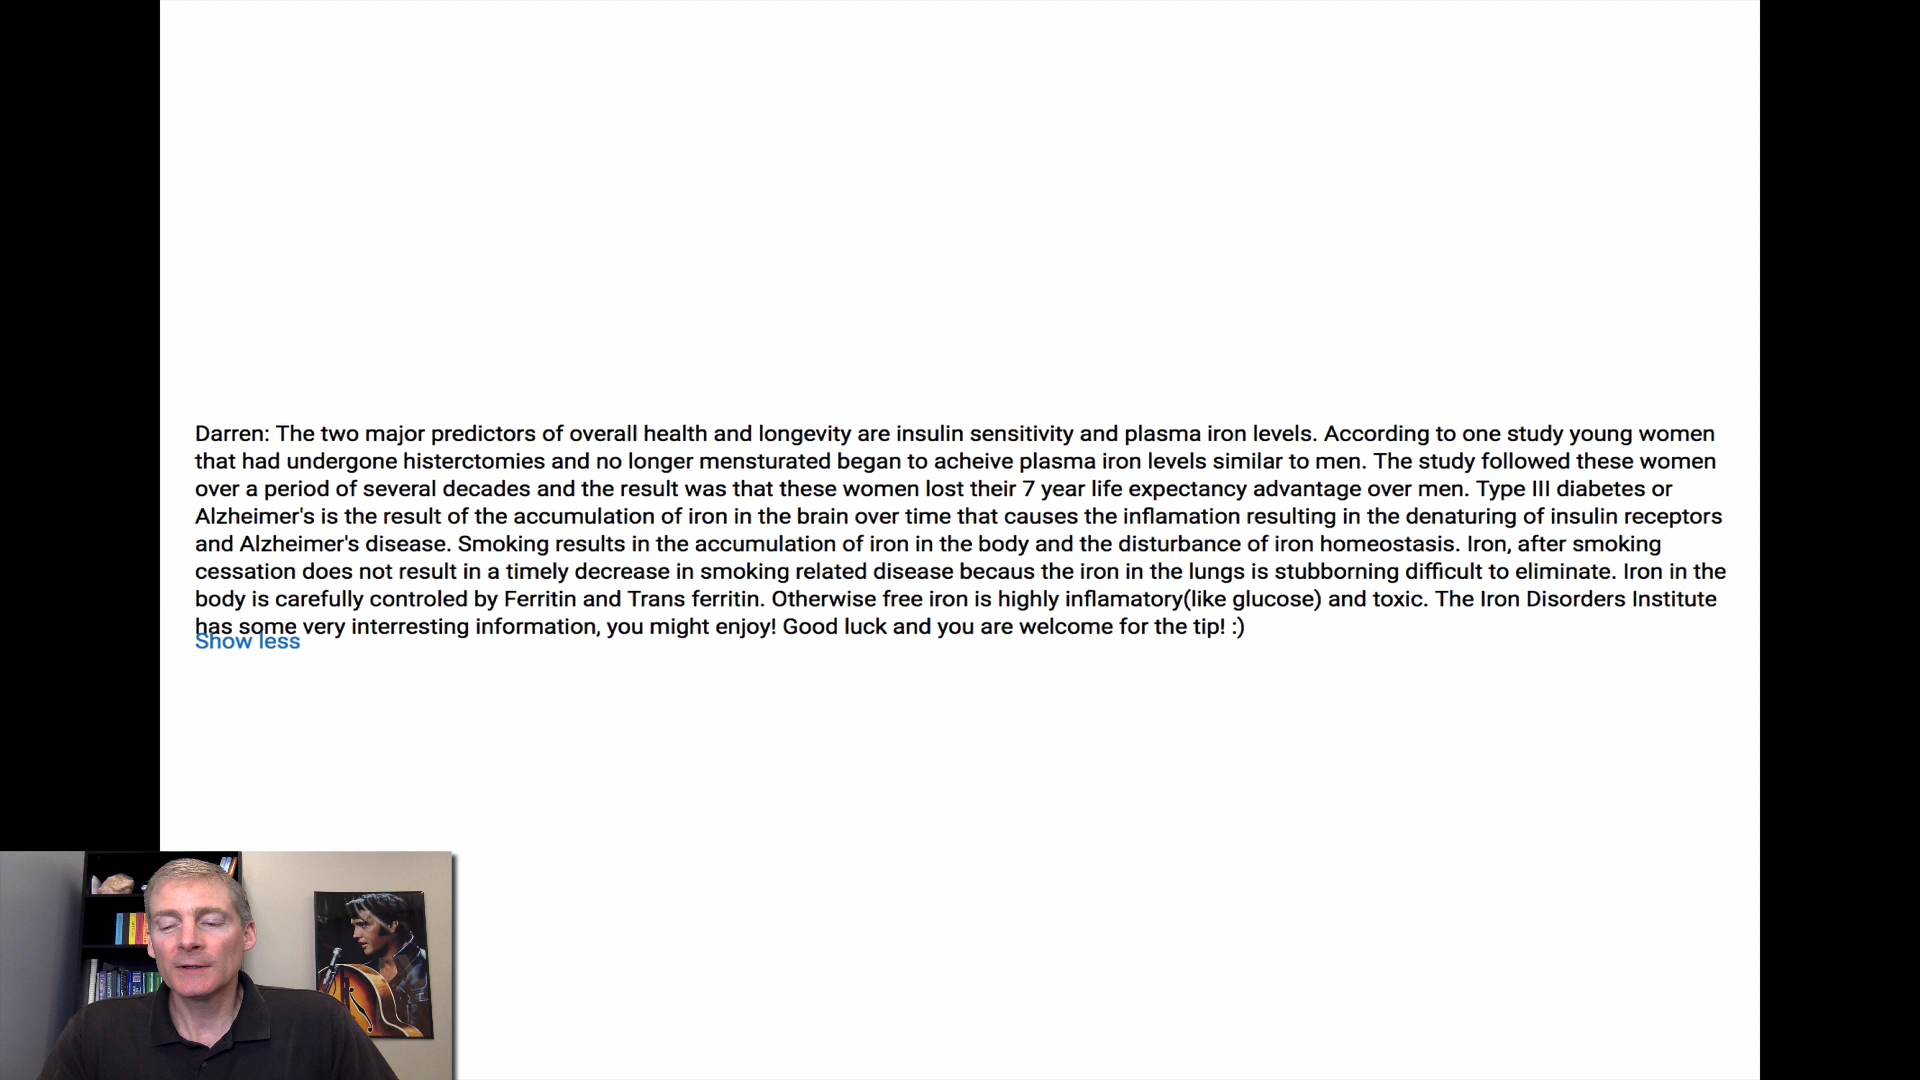 Darren: The two major predictors of overall health and longevity are insulin sensitivity and plasma iron levels. According to one study young women
that had undergone histerctomies and no longer mensturated began to acheive plasma iron levels similar to men. The study followed these women
over a period of several decades and the result was that these women lost their 7 year life expectancy advantage over men. Type III diabetes or
Alzheimer's is the result of the accumulation of iron in the brain over time that causes the inflamation resulting in the denaturing of insulin receptors
and Alzheimer's disease. Smoking results in the accumulation of iron in the body and the disturbance of iron homeostasis. Iron, after smoking
cessation does not result in a timely decrease in smoking related disease becaus the iron in the lungs is stubborning difficult to eliminate. Iron in the
body is carefully controled by Ferritin and Trans ferritin. Otherwise free iron is highly inflamatory(like glucose) and toxic. The Iron Disorders Institute
has some very interresting information, you might enjoy! Good luck and you are welcome for the tip! :)
Show less